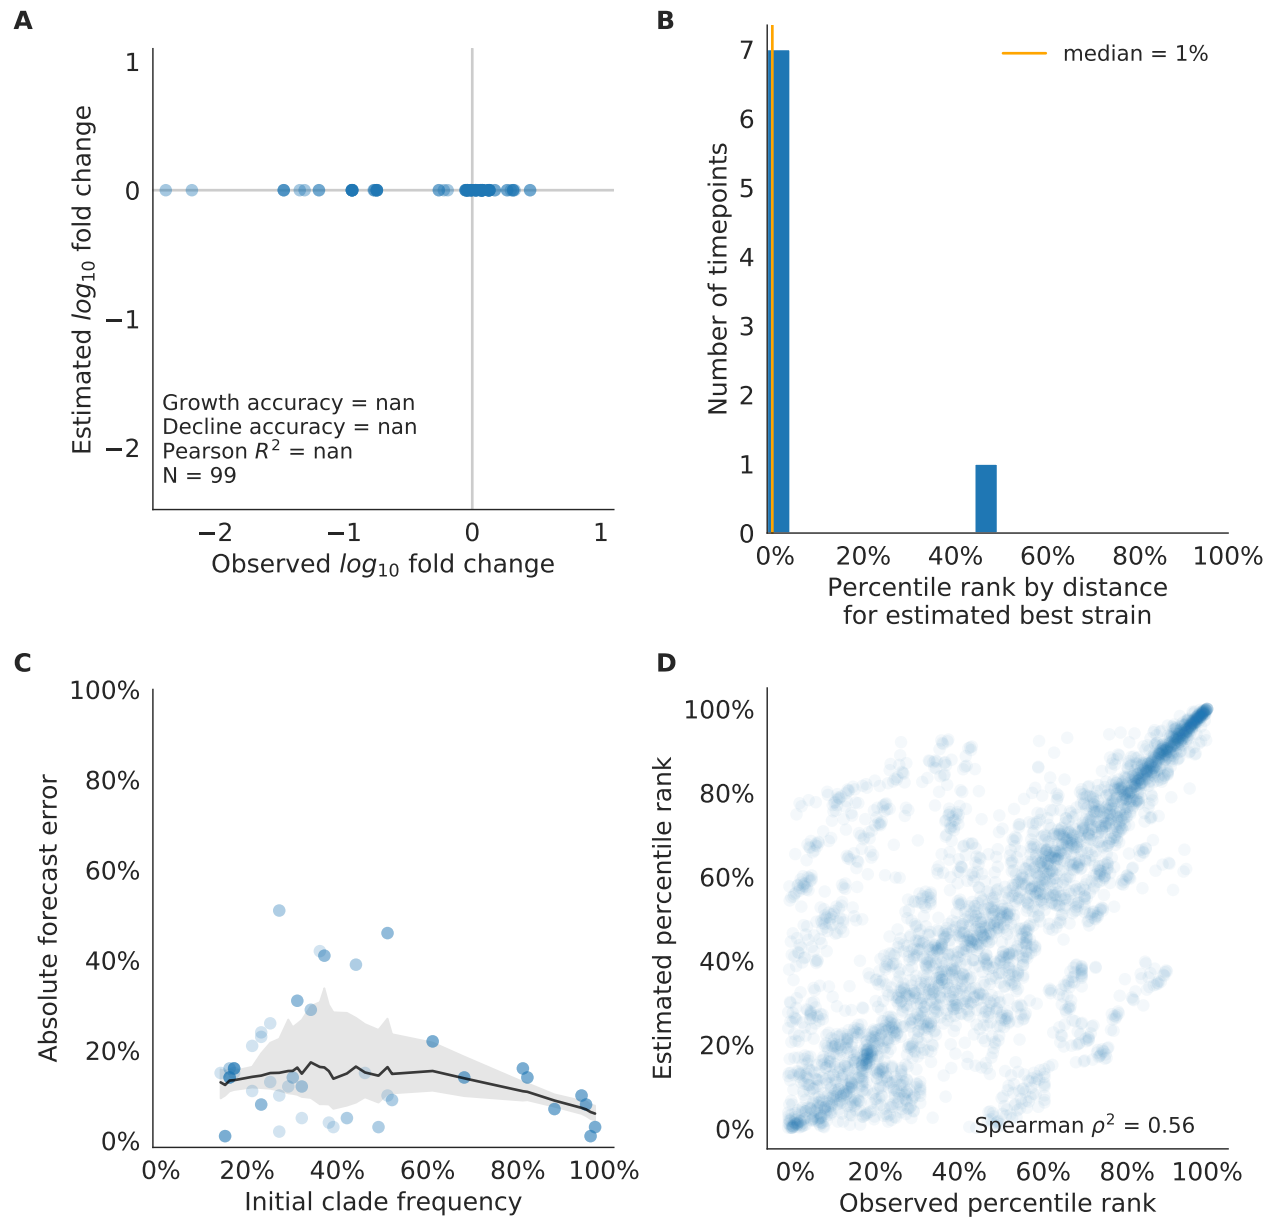 A
Estimated log10 fold change
1
0
−1
−2
Growth accuracy = nan
Decline accuracy = nan
Pearson R² = nan
N = 99
−2 −1 0 1
Observed log10 fold change
B
Number of timepoints
7
6
5
4
3
2
1
0
median = 1%
0% 20% 40% 60% 80% 100%
Percentile rank by distance
for estimated best strain
C
Absolute forecast error
100%
80%
60%
40%
20%
0%
0% 20% 40% 60% 80% 100%
Initial clade frequency
D
Estimated percentile rank
100%
80%
60%
40%
20%
0%
Spearman ρ² = 0.56
0% 20% 40% 60% 80% 100%
Observed percentile rank